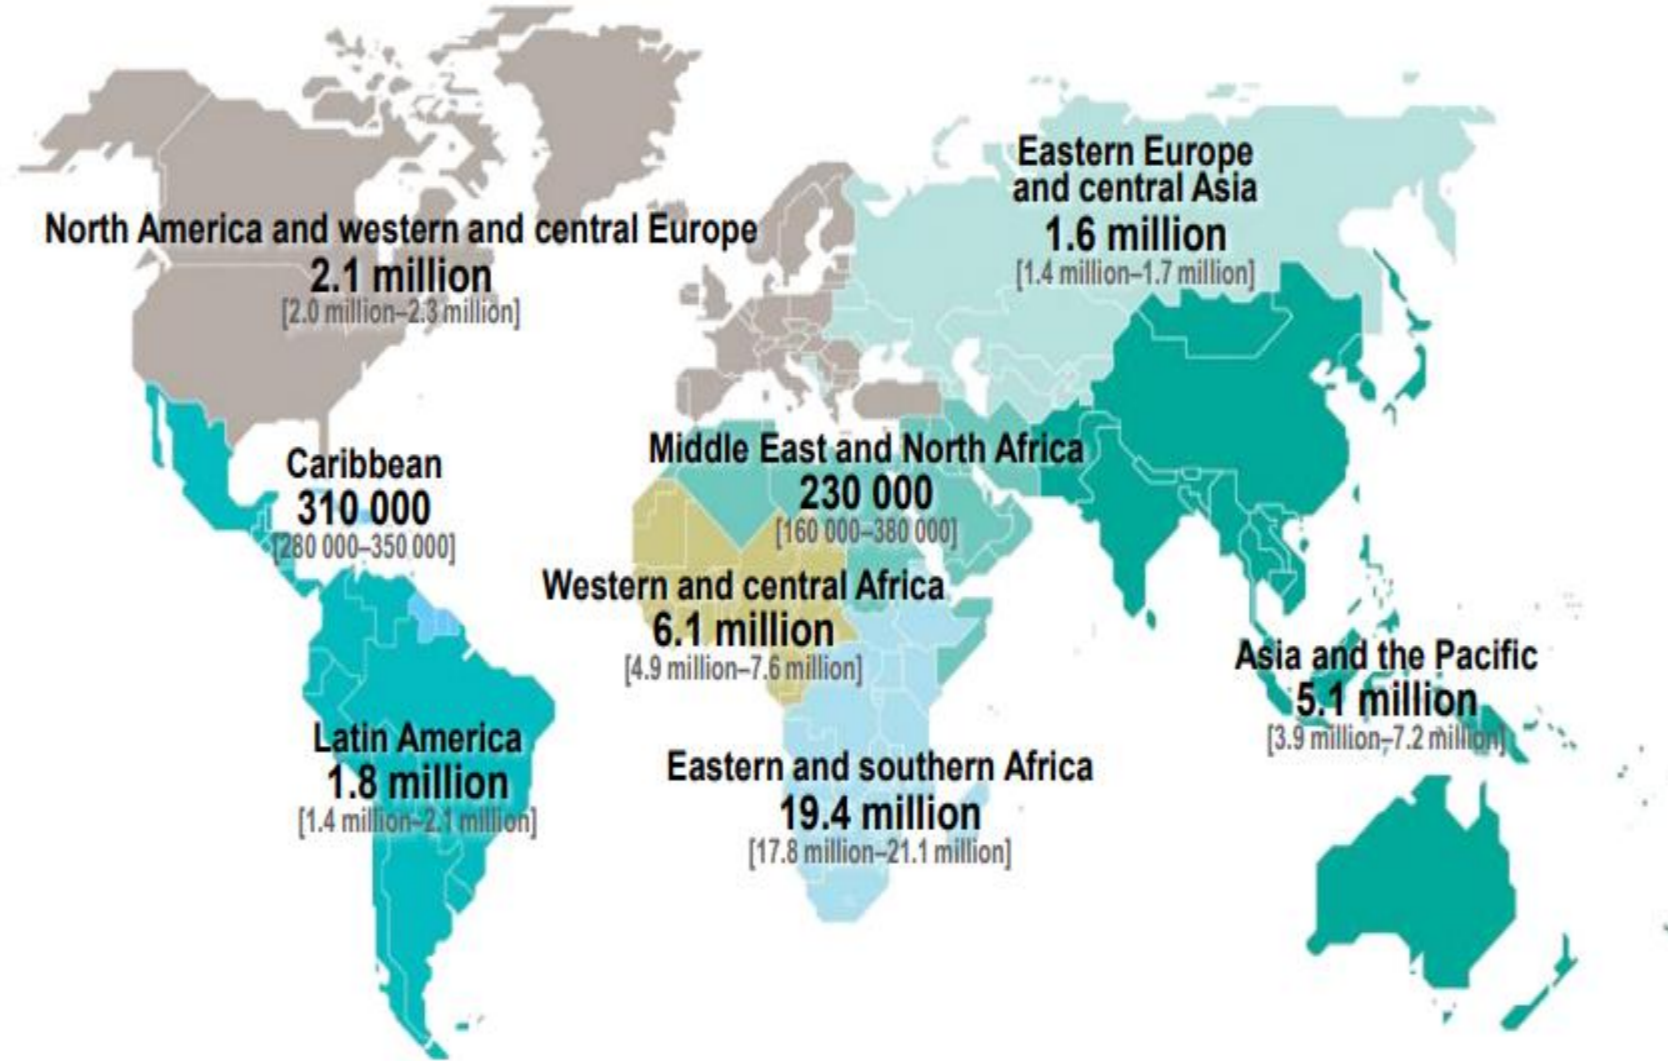 North America and western and central Europe
2.1 million
[2.0 million–2.3 million]
Eastern Europe
and central Asia
1.6 million
[1.4 million–1.7 million]
Caribbean
310 000
[280 000–350 000]
Middle East and North Africa
230 000
[160 000–380 000]
Western and central Africa
6.1 million
[4.9 million–7.6 million]
Asia and the Pacific
5.1 million
[3.9 million–7.2 million]
Latin America
1.8 million
[1.4 million–2.1 million]
Eastern and southern Africa
19.4 million
[17.8 million–21.1 million]